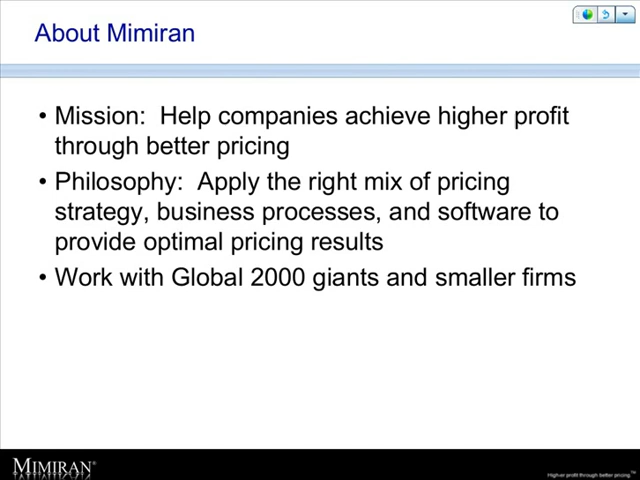 About Mimiran
• Mission:  Help companies achieve higher profit
through better pricing
• Philosophy:  Apply the right mix of pricing
strategy, business processes, and software to
provide optimal pricing results
• Work with Global 2000 giants and smaller firms
MIMIRAN®
Higher profit through better pricing™